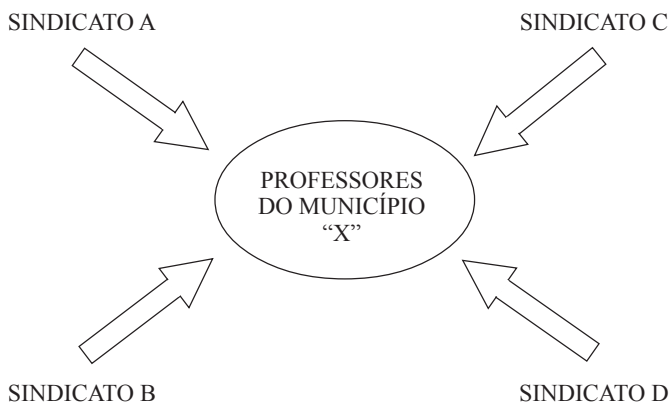 SINDICATO A
SINDICATO C
PROFESSORES
DO MUNICÍPIO
“X”
SINDICATO B
SINDICATO D